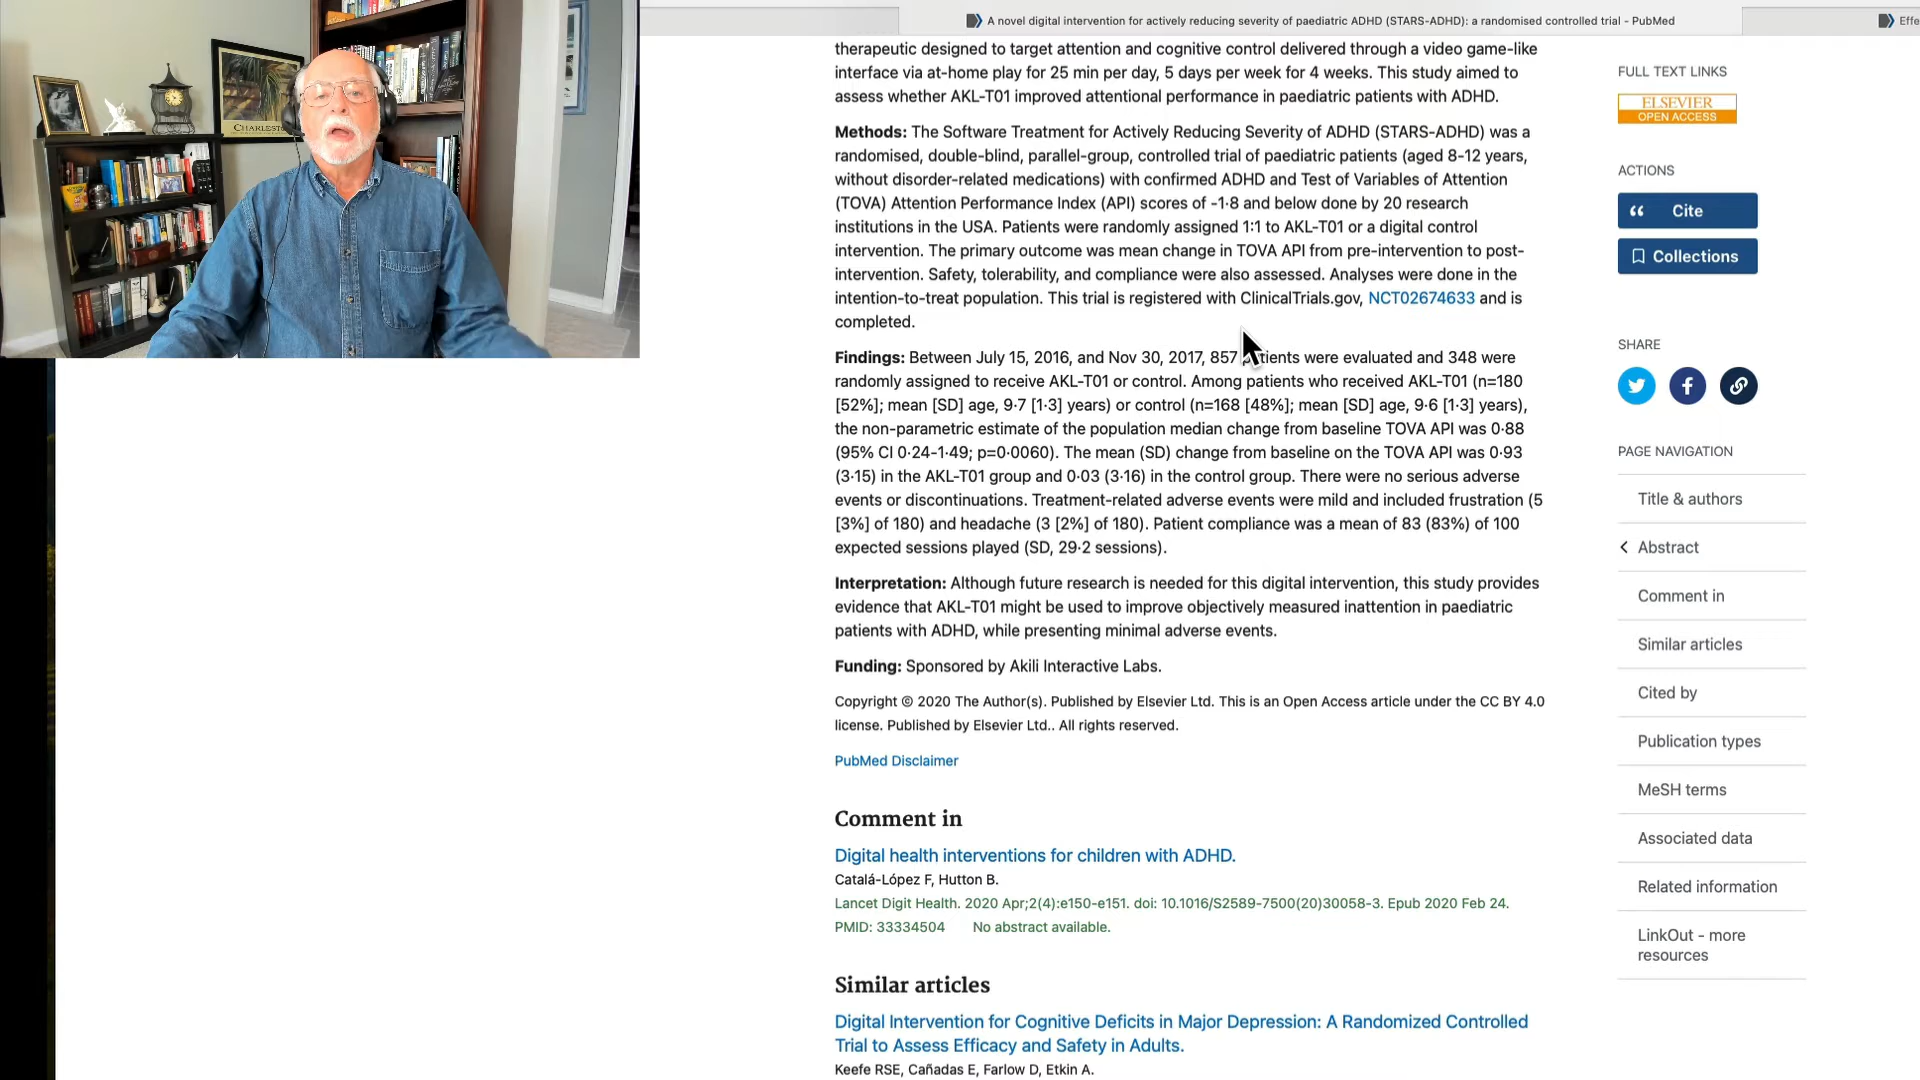 A novel digital intervention for actively reducing severity of paediatric ADHD (STARS-ADHD): a randomised controlled trial - PubMed
Effe
CHARLES
therapeutic designed to target attention and cognitive control delivered through a video game-like
interface via at-home play for 25 min per day, 5 days per week for 4 weeks. This study aimed to
assess whether AKL-T01 improved attentional performance in paediatric patients with ADHD.
Methods: The Software Treatment for Actively Reducing Severity of ADHD (STARS-ADHD) was a
randomised, double-blind, parallel-group, controlled trial of paediatric patients (aged 8-12 years,
without disorder-related medications) with confirmed ADHD and Test of Variables of Attention
(TOVA) Attention Performance Index (API) scores of -1·8 and below done by 20 research
institutions in the USA. Patients were randomly assigned 1:1 to AKL-T01 or a digital control
intervention. The primary outcome was mean change in TOVA API from pre-intervention to post-
intervention. Safety, tolerability, and compliance were also assessed. Analyses were done in the
intention-to-treat population. This trial is registered with ClinicalTrials.gov, NCT02674633 and is
completed.
Findings: Between July 15, 2016, and Nov 30, 2017, 857 patients were evaluated and 348 were
randomly assigned to receive AKL-T01 or control. Among patients who received AKL-T01 (n=180
[52%]; mean [SD] age, 9·7 [1·3] years) or control (n=168 [48%]; mean [SD] age, 9·6 [1·3] years),
the non-parametric estimate of the population median change from baseline TOVA API was 0·88
(95% CI 0·24-1·49; p=0·0060). The mean (SD) change from baseline on the TOVA API was 0·93
(3·15) in the AKL-T01 group and 0·03 (3·16) in the control group. There were no serious adverse
events or discontinuations. Treatment-related adverse events were mild and included frustration (5
[3%] of 180) and headache (3 [2%] of 180). Patient compliance was a mean of 83 (83%) of 100
expected sessions played (SD, 29·2 sessions).
Interpretation: Although future research is needed for this digital intervention, this study provides
evidence that AKL-T01 might be used to improve objectively measured inattention in paediatric
patients with ADHD, while presenting minimal adverse events.
Funding: Sponsored by Akili Interactive Labs.
Copyright © 2020 The Author(s). Published by Elsevier Ltd. This is an Open Access article under the CC BY 4.0
license. Published by Elsevier Ltd.. All rights reserved.
PubMed Disclaimer
Comment in
Digital health interventions for children with ADHD.
Catalá-López F, Hutton B.
Lancet Digit Health. 2020 Apr;2(4):e150-e151. doi: 10.1016/S2589-7500(20)30058-3. Epub 2020 Feb 24.
PMID: 33334504 No abstract available.
Similar articles
Digital Intervention for Cognitive Deficits in Major Depression: A Randomized Controlled
Trial to Assess Efficacy and Safety in Adults.
Keefe RSE, Cañadas E, Farlow D, Etkin A.
FULL TEXT LINKS
ELSEVIER
OPEN ACCESS
ACTIONS
Cite
Collections
SHARE
PAGE NAVIGATION
Title & authors
Abstract
Comment in
Similar articles
Cited by
Publication types
MeSH terms
Associated data
Related information
LinkOut - more
resources